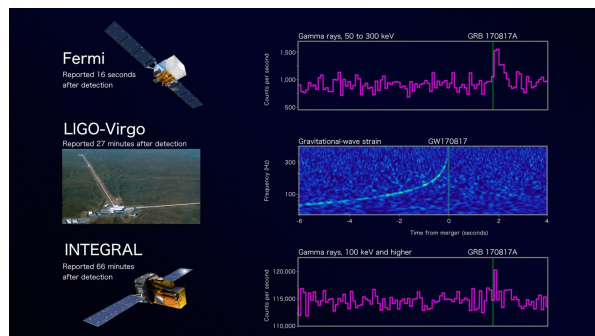 Fermi
Reported 16 seconds
after detection
Gamma rays, 50 to 300 keV
GRB 170817A
Counts per second
1,500
1,000
500
LIGO-Virgo
Reported 27 minutes after detection
Gravitational-wave strain
GW170817
Frequency (Hz)
300
100
-6
-4
-2
0
2
4
Time from merger (seconds)
INTEGRAL
Reported 66 minutes
after detection
Gamma rays, 100 keV and higher
GRB 170817A
Counts per second
120,000
115,000
110,000